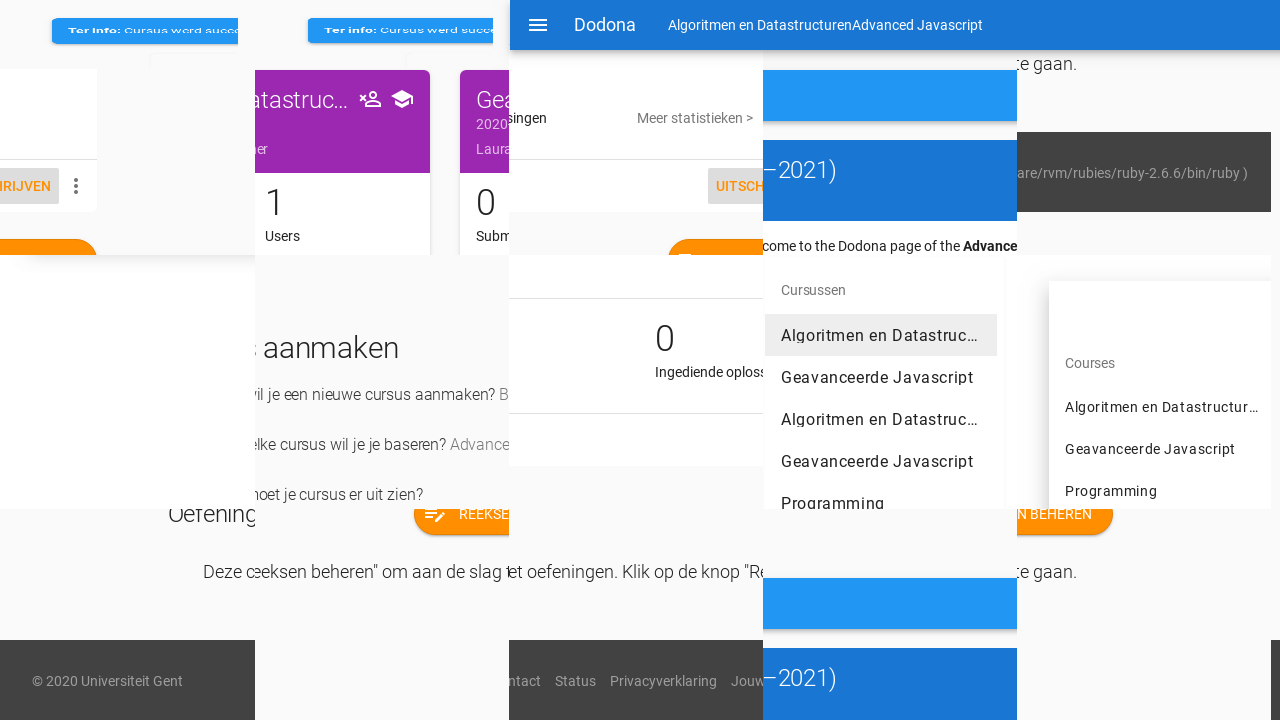 Ter info: Cursus werd succe
Ter info: Cursus werd succe
Dodona
Algoritmen en DatastructurenAdvanced Javascript
te gaan.
atastruc...
Gea
2020
Laura
ner
singen
Meer statistieken >
–2021)
are/rvm/rubies/ruby-2.6.6/bin/ruby )
HRIJVEN
UITSCH
1
Users
0
Subm
come to the Dodona page of the Advance
Cursussen
Algoritmen en Datastruc...
Geavanceerde Javascript
Algoritmen en Datastruc...
Geavanceerde Javascript
Programming
Courses
Algoritmen en Datastructur...
Geavanceerde Javascript
Programming
s aanmaken
vil je een nieuwe cursus aanmaken? B
elke cursus wil je je baseren? Advance
noet je cursus er uit zien?
0
Ingediende oploss
Oefening
REEKSE
N BEHEREN
Deze ceeksen beheren" om aan de slag t
et oefeningen. Klik op de knop "Re
te gaan.
–2021)
© 2020 Universiteit Gent
ntact
Status
Privacyverklaring
Jouw